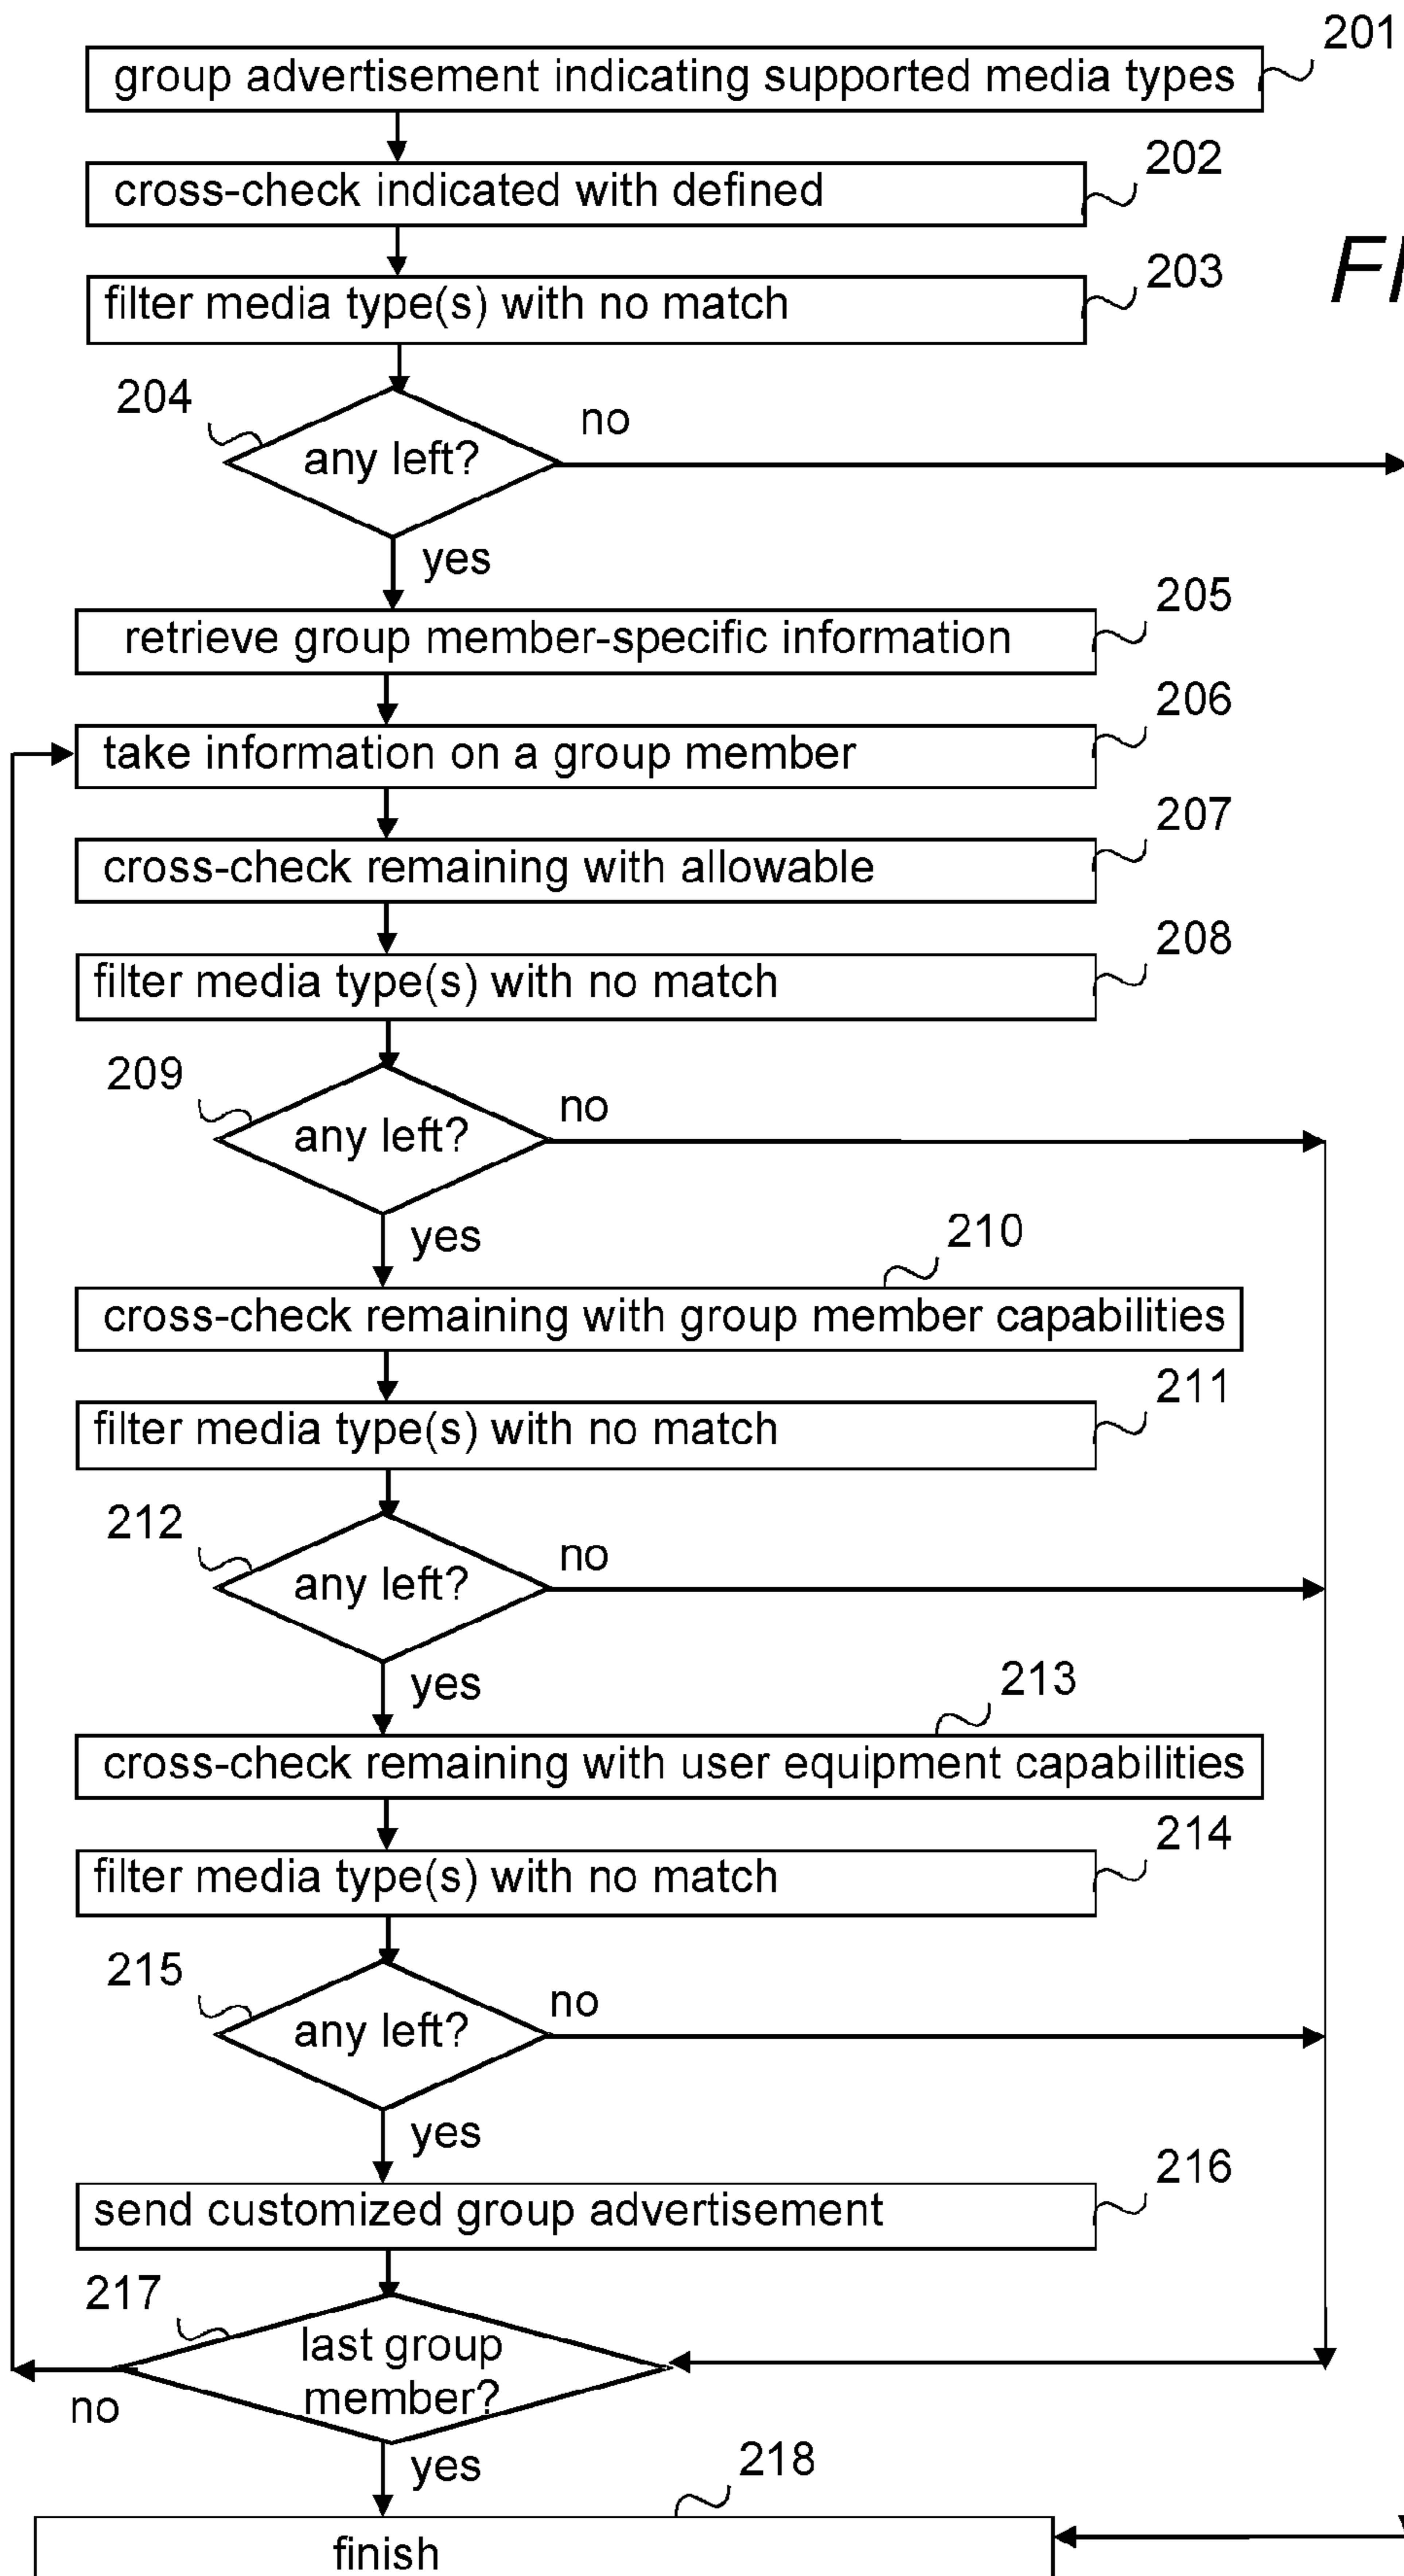 201
group advertisement indicating supported media types
202
cross-check indicated with defined
203
filter media type(s) with no match
204
any left?
no
yes
205
retrieve group member-specific information
206
take information on a group member
207
cross-check remaining with allowable
208
filter media type(s) with no match
209
any left?
no
yes
210
cross-check remaining with group member capabilities
211
filter media type(s) with no match
212
any left?
no
yes
213
cross-check remaining with user equipment capabilities
214
filter media type(s) with no match
215
any left?
no
yes
216
send customized group advertisement
217
last group
member?
no
yes
218
finish